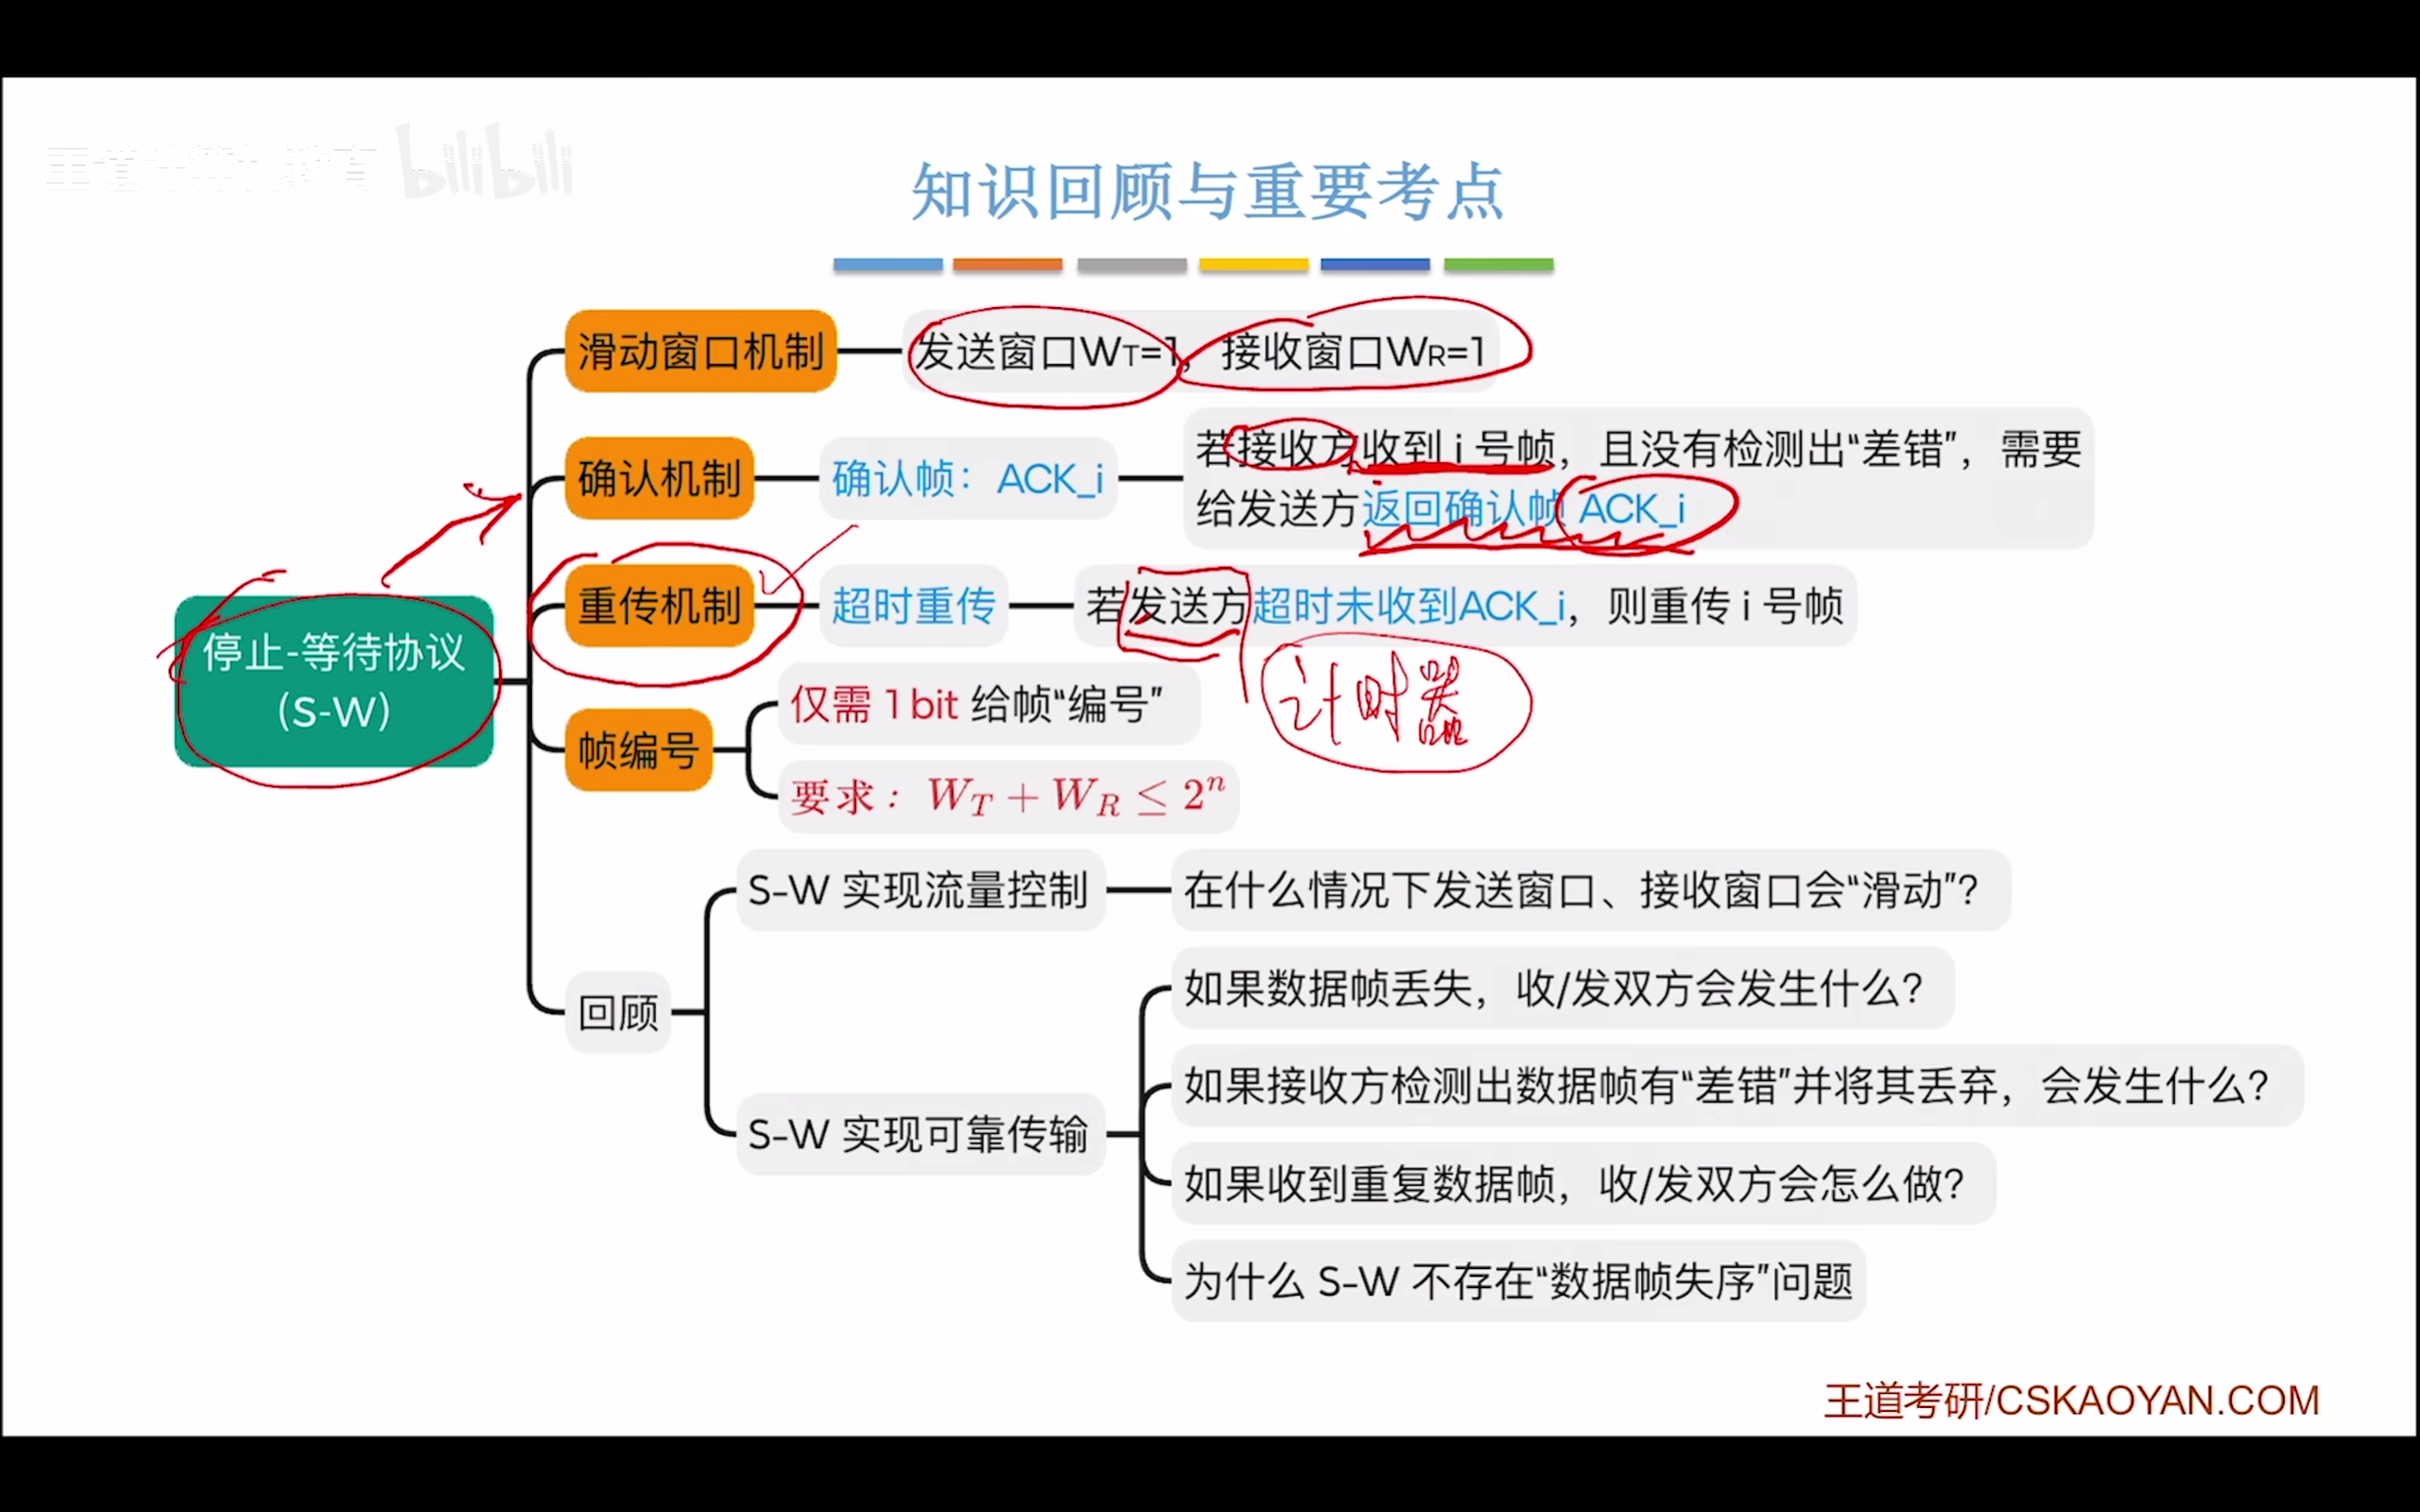 王道计算机教育 bilibili
知识回顾与重要考点
滑动窗口机制
发送窗口WT=1，接收窗口WR=1
确认机制
确认帧：ACK_i
若接收方收到 i 号帧，且没有检测出“差错”，需要
给发送方返回确认帧 ACK_i
重传机制
超时重传
若发送方超时未收到ACK_i，则重传 i 号帧
计时器
停止-等待协议
(S-W)
帧编号
仅需 1 bit 给帧“编号”
要求：W_T + W_R ≤ 2^n
回顾
S-W 实现流量控制
在什么情况下发送窗口、接收窗口会“滑动”？
S-W 实现可靠传输
如果数据帧丢失，收/发双方会发生什么？
如果接收方检测出数据帧有“差错”并将其丢弃，会发生什么？
如果收到重复数据帧，收/发双方会怎么做？
为什么 S-W 不存在“数据帧失序”问题
王道考研/CSKAOYAN.COM